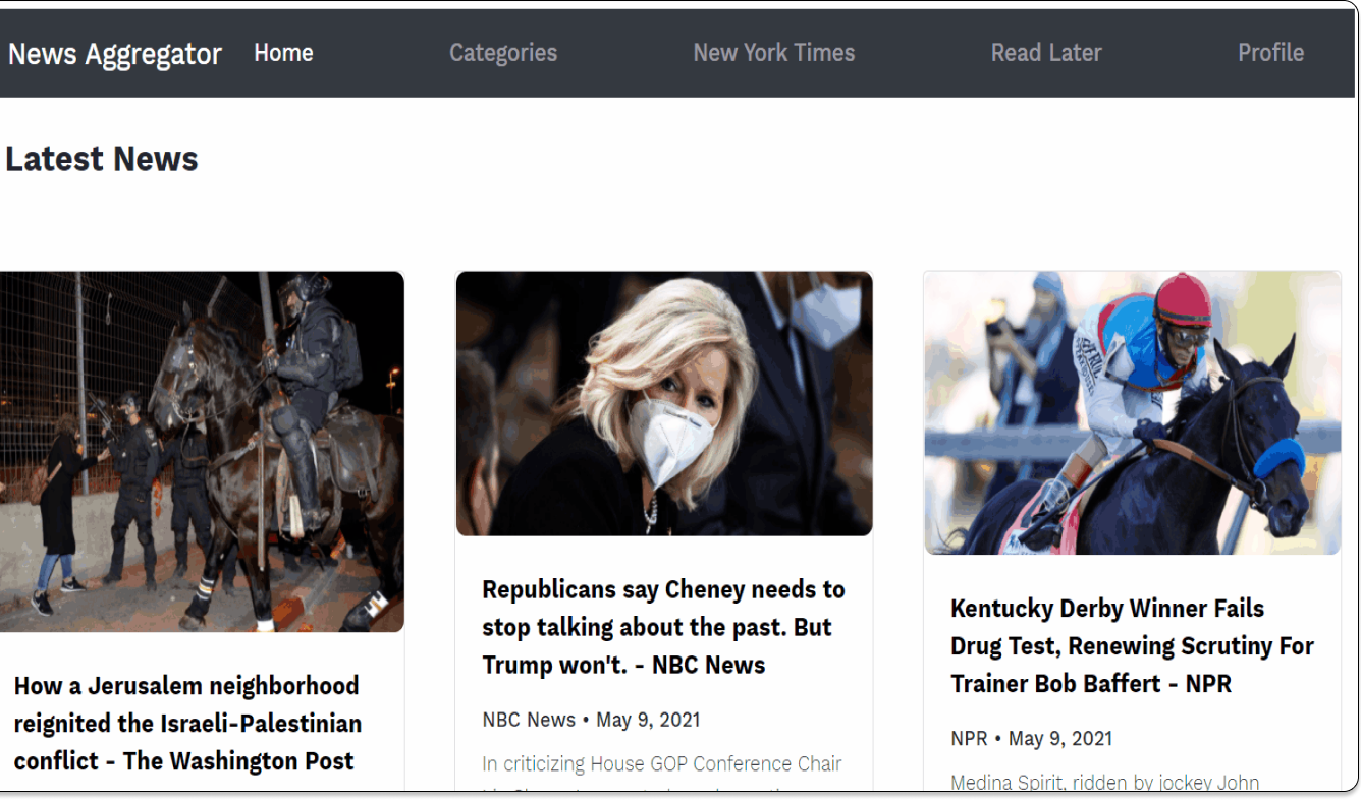 News Aggregator Home Categories New York Times Read Later Profile
Latest News
How a Jerusalem neighborhood
reignited the Israeli-Palestinian
conflict - The Washington Post
Republicans say Cheney needs to
stop talking about the past. But
Trump won't. - NBC News
NBC News • May 9, 2021
In criticizing House GOP Conference Chair
Kentucky Derby Winner Fails
Drug Test, Renewing Scrutiny For
Trainer Bob Baffert - NPR
NPR • May 9, 2021
Medina Spirit, ridden by jockey John